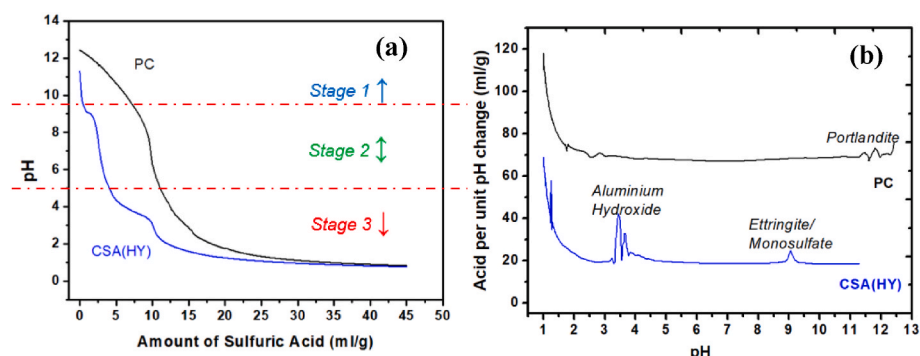 (a)
PC
Stage 1
Stage 2
Stage 3
CSA(HY)
14
12
10
8
6
4
2
0
pH
0 5 10 15 20 25 30 35 40 45 50
Amount of Sulfuric Acid (ml/g)
(b)
Portlandite
PC
Aluminium
Hydroxide
Ettringite/
Monosulfate
CSA(HY)
140
120
100
80
60
40
20
0
Acid per unit pH change (ml/g)
1 2 3 4 5 6 7 8 9 10 11 12 13
pH